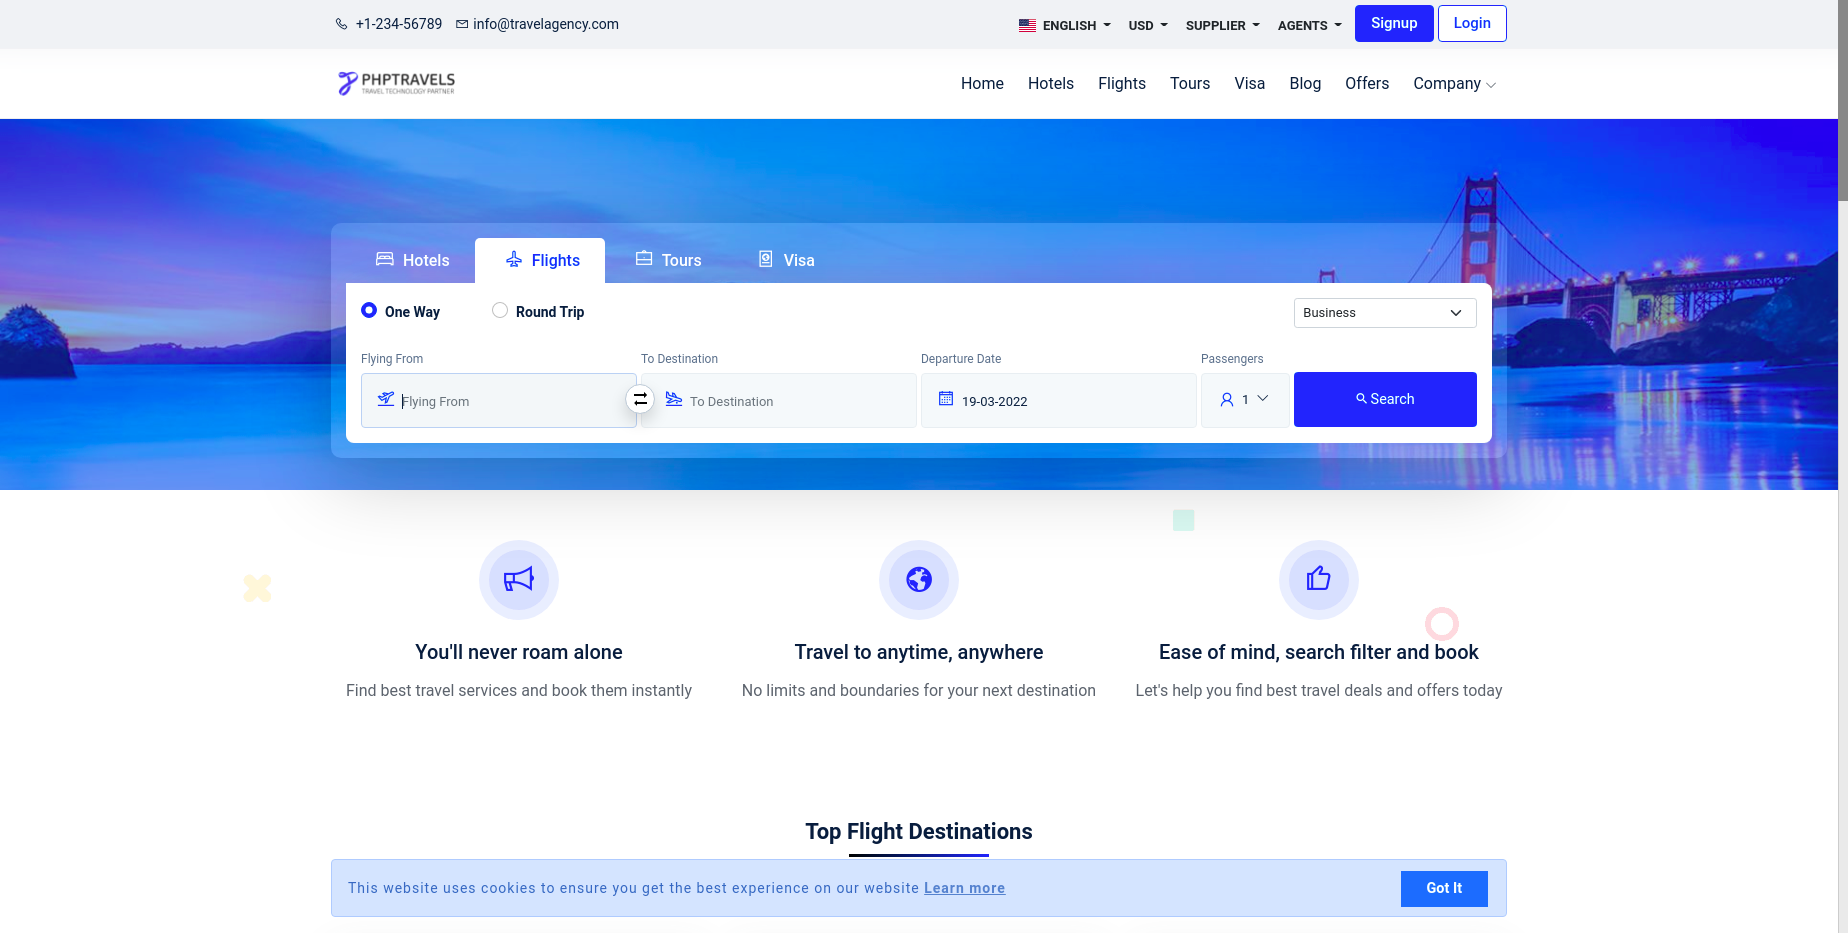 +1-234-56789 info@travelagency.com ENGLISH USD SUPPLIER AGENTS Signup Login
PHPTRAVELS
TRAVEL TECHNOLOGY PARTNER
Home Hotels Flights Tours Visa Blog Offers Company
Hotels Flights Tours Visa
One Way Round Trip Business
Flying From To Destination Departure Date Passengers
Flying From To Destination 19-03-2022 1 Search
You'll never roam alone Travel to anytime, anywhere Ease of mind, search filter and book
Find best travel services and book them instantly No limits and boundaries for your next destination Let's help you find best travel deals and offers today
Top Flight Destinations
This website uses cookies to ensure you get the best experience on our website Learn more Got It